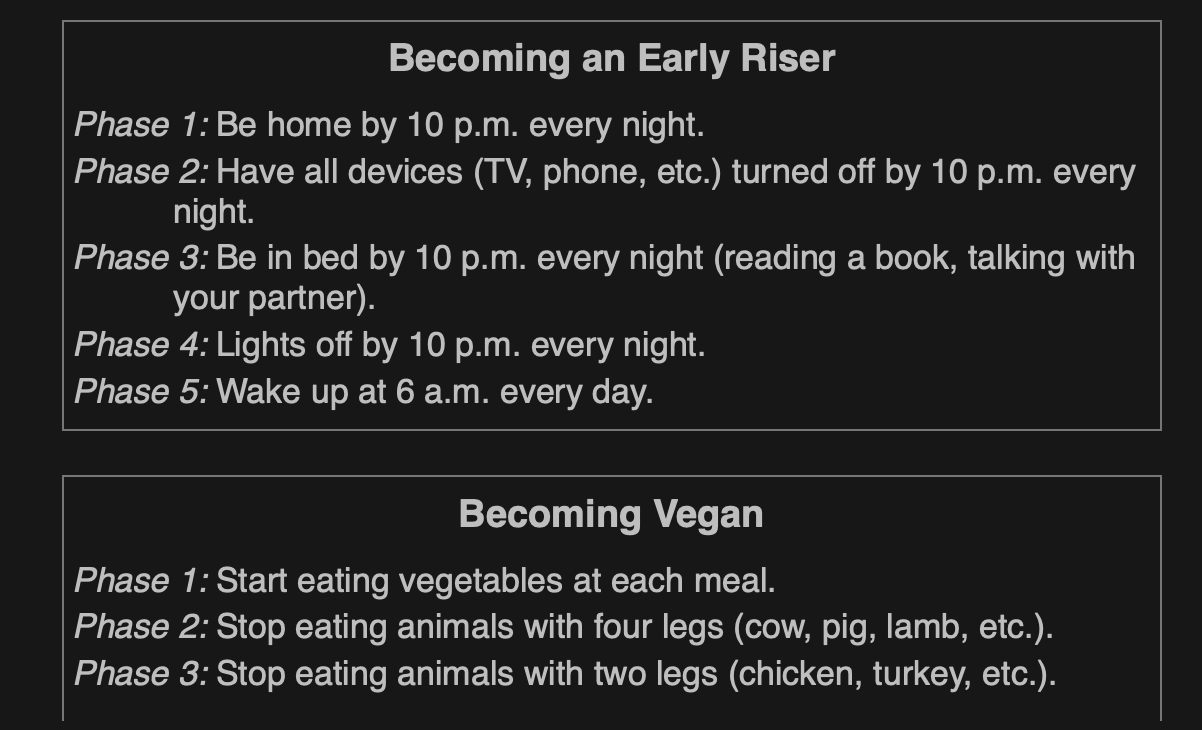 Becoming an Early Riser
Phase 1: Be home by 10 p.m. every night.
Phase 2: Have all devices (TV, phone, etc.) turned off by 10 p.m. every
night.
Phase 3: Be in bed by 10 p.m. every night (reading a book, talking with
your partner).
Phase 4: Lights off by 10 p.m. every night.
Phase 5: Wake up at 6 a.m. every day.
Becoming Vegan
Phase 1: Start eating vegetables at each meal.
Phase 2: Stop eating animals with four legs (cow, pig, lamb, etc.).
Phase 3: Stop eating animals with two legs (chicken, turkey, etc.).